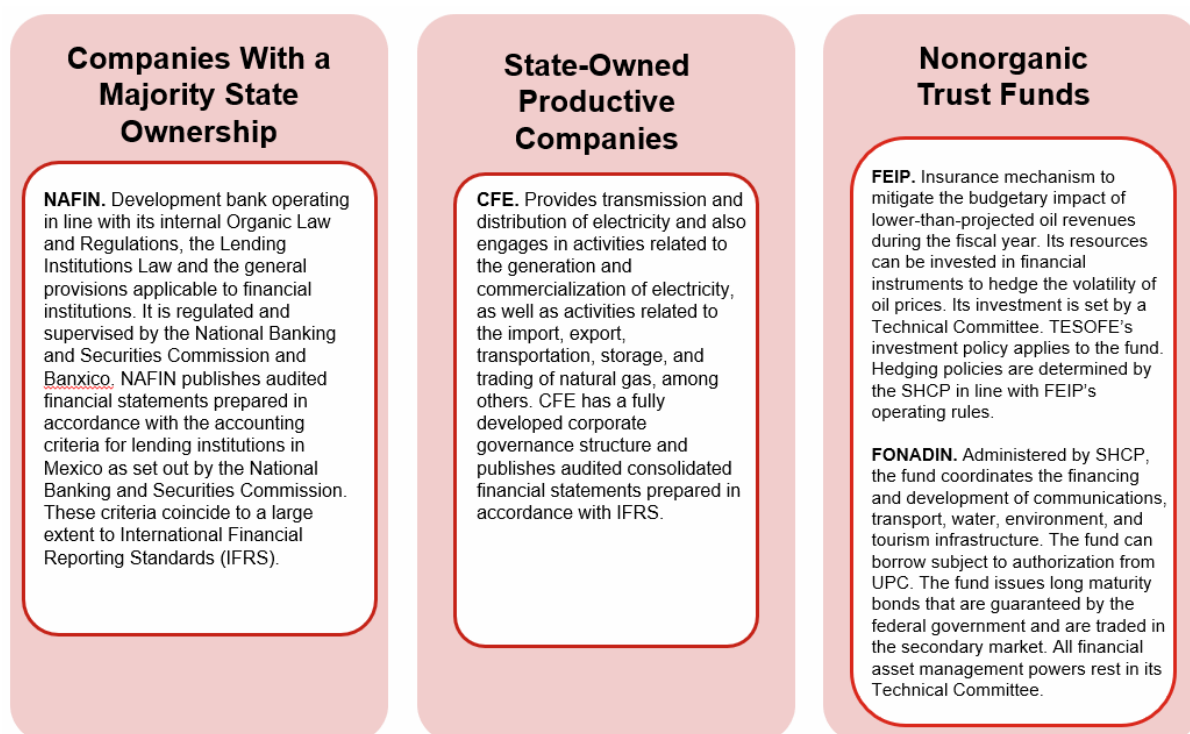 Companies With a
Majority State
Ownership
NAFIN. Development bank operating
in line with its internal Organic Law
and Regulations, the Lending
Institutions Law and the general
provisions applicable to financial
institutions. It is regulated and
supervised by the National Banking
and Securities Commission and
Banxico. NAFIN publishes audited
financial statements prepared in
accordance with the accounting
criteria for lending institutions in
Mexico as set out by the National
Banking and Securities Commission.
These criteria coincide to a large
extent to International Financial
Reporting Standards (IFRS).
State-Owned
Productive
Companies
CFE. Provides transmission and
distribution of electricity and also
engages in activities related to
the generation and
commercialization of electricity,
as well as activities related to
the import, export,
transportation, storage, and
trading of natural gas, among
others. CFE has a fully
developed corporate
governance structure and
publishes audited consolidated
financial statements prepared in
accordance with IFRS.
Nonorganic
Trust Funds
FEIP. Insurance mechanism to
mitigate the budgetary impact of
lower-than-projected oil revenues
during the fiscal year. Its resources
can be invested in financial
instruments to hedge the volatility of
oil prices. Its investment is set by a
Technical Committee. TESOFE’s
investment policy applies to the fund.
Hedging policies are determined by
the SHCP in line with FEIP’s
operating rules.
FONADIN. Administered by SHCP,
the fund coordinates the financing
and development of communications,
transport, water, environment, and
tourism infrastructure. The fund can
borrow subject to authorization from
UPC. The fund issues long maturity
bonds that are guaranteed by the
federal government and are traded in
the secondary market. All financial
asset management powers rest in its
Technical Committee.